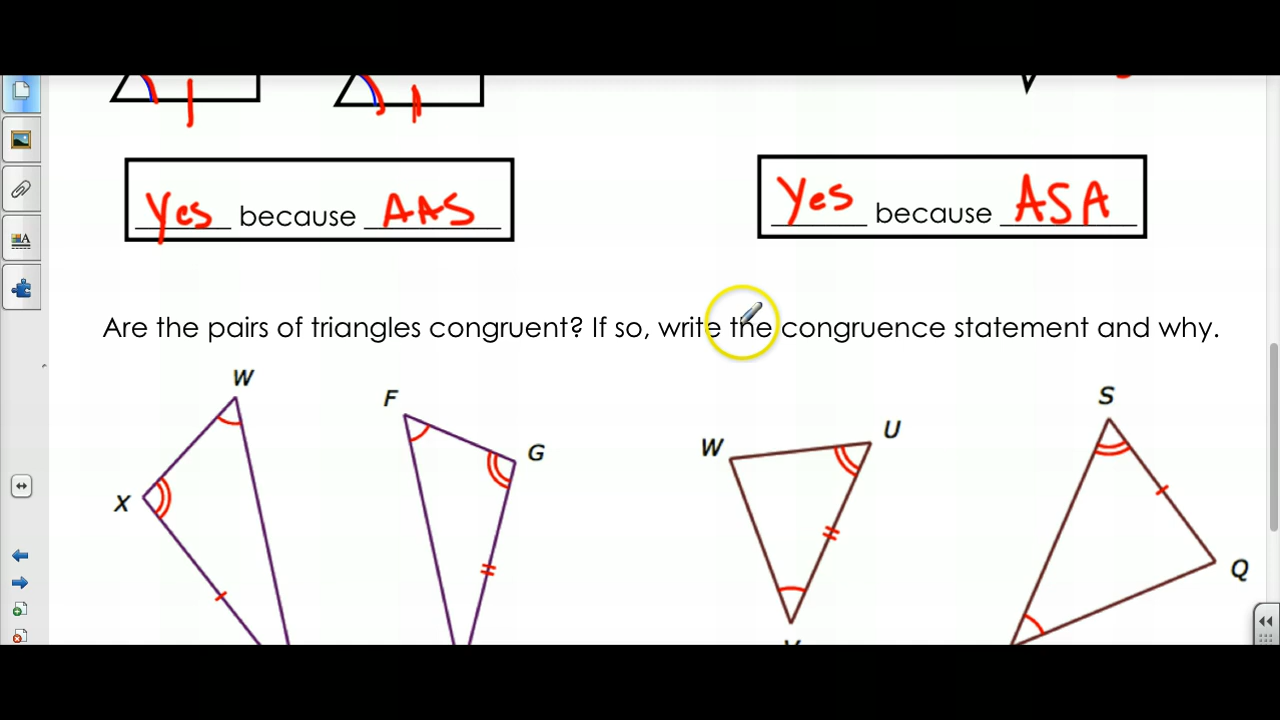 Yes because AAS
Yes because ASA
Are the pairs of triangles congruent? If so, write the congruence statement and why.
W
F
G
X
W
U
S
Q